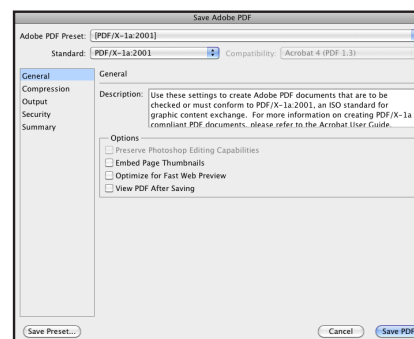 Save Adobe PDF
Adobe PDF Preset: [PDF/X-1a:2001]
Standard: PDF/X-1a:2001 Compatibility: Acrobat 4 (PDF 1.3)
General
Compression
Output
Security
Summary
General
Description: Use these settings to create Adobe PDF documents that are to be
checked or must conform to PDF/X-1a:2001, an ISO standard for
graphic content exchange. For more information on creating PDF/X-1a
compliant PDF documents, please refer to the Acrobat User Guide.
Options
Preserve Photoshop Editing Capabilities
Embed Page Thumbnails
Optimize for Fast Web Preview
View PDF After Saving
Save Preset... Cancel Save PDF